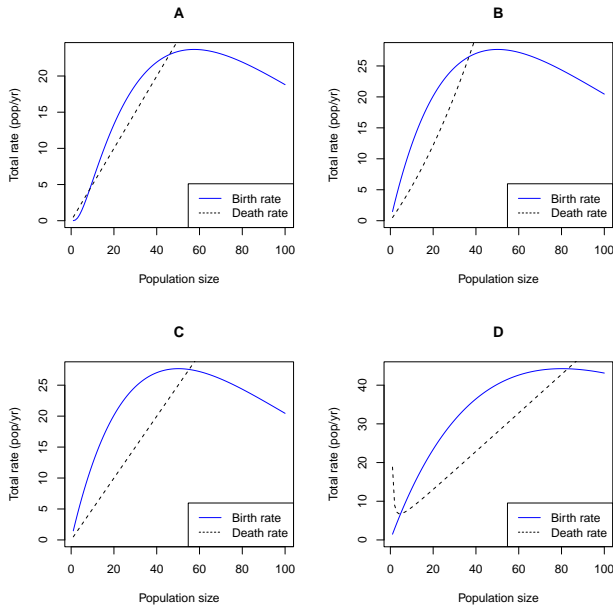 A
Total rate (pop/yr)
0 5 10 15 20
0 20 40 60 80 100
Population size
Birth rate
Death rate
B
Total rate (pop/yr)
0 5 10 15 20 25
0 20 40 60 80 100
Population size
Birth rate
Death rate
C
Total rate (pop/yr)
0 5 10 15 20 25
0 20 40 60 80 100
Population size
Birth rate
Death rate
D
Total rate (pop/yr)
0 10 20 30 40
0 20 40 60 80 100
Population size
Birth rate
Death rate